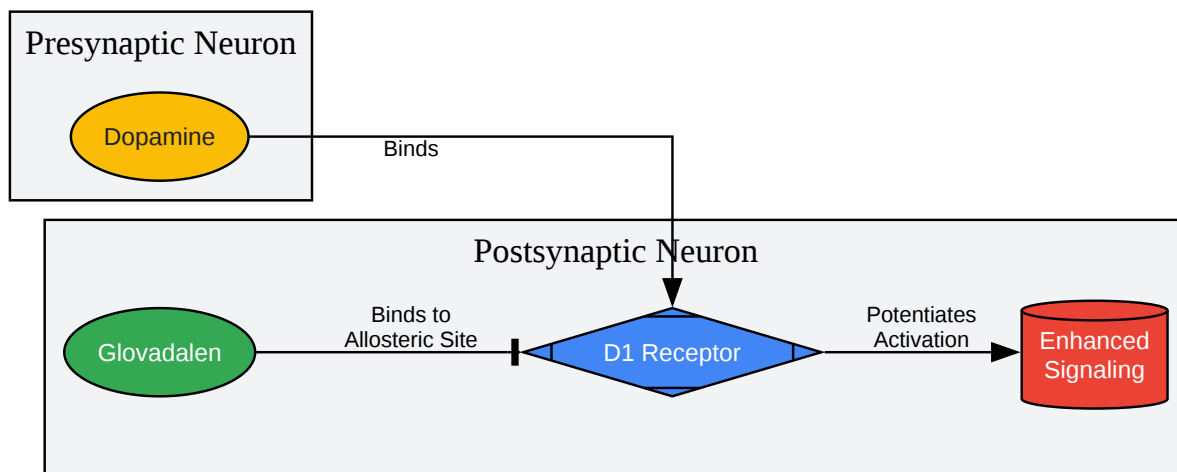 Presynaptic Neuron
Dopamine
Binds
Postsynaptic Neuron
Glovadalen
Binds to
Allosteric Site
D1 Receptor
Potentiates
Activation
Enhanced
Signaling